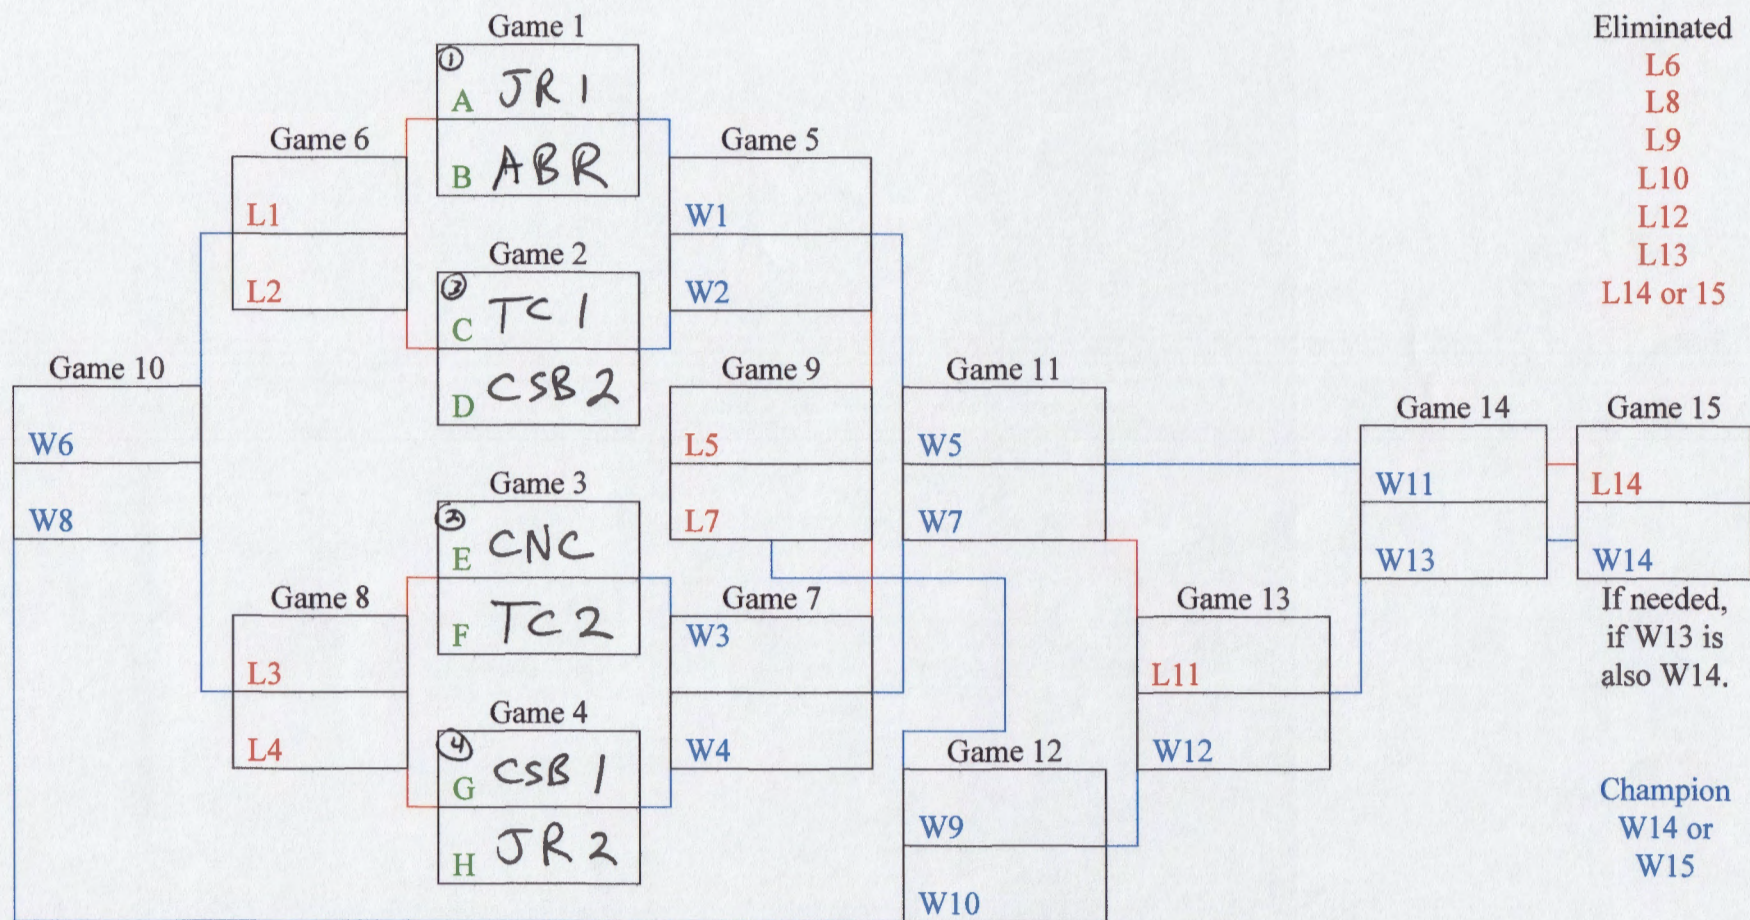 Game 1
① A JR 1
B ABR
Game 2
③ C TC 1
D CSB 2
Game 3
② E CNC
F TC 2
Game 4
④ G CSB 1
H JR 2
Game 6
L1
L2
Game 8
L3
L4
Game 10
W6
W8
Game 5
W1
W2
Game 9
L5
L7
Game 7
W3
W4
Game 11
W5
W7
Game 12
W9
W10
Game 13
L11
W12
Game 14
W11
W13
Game 15
L14
W14
If needed,
if W13 is
also W14.
Eliminated
L6
L8
L9
L10
L12
L13
L14 or 15
Champion
W14 or
W15